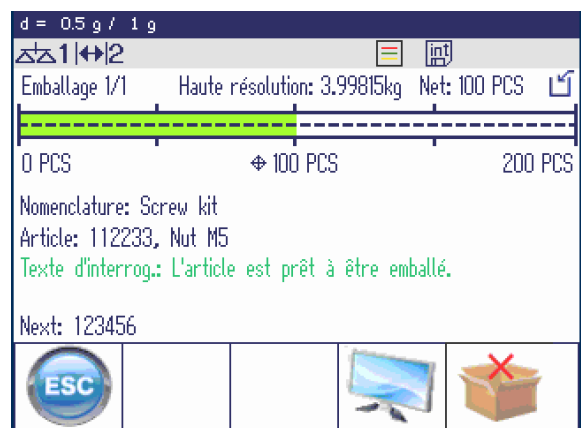 d = 0.5 g / 1 g
1|↔|2
int
Emballage 1/1 Haute résolution: 3.99815kg Net: 100 PCS
0 PCS 100 PCS 200 PCS
Nomenclature: Screw kit
Article: 112233, Nut M5
Texte d'interrog.: L'article est prêt à être emballé.
Next: 123456
ESC